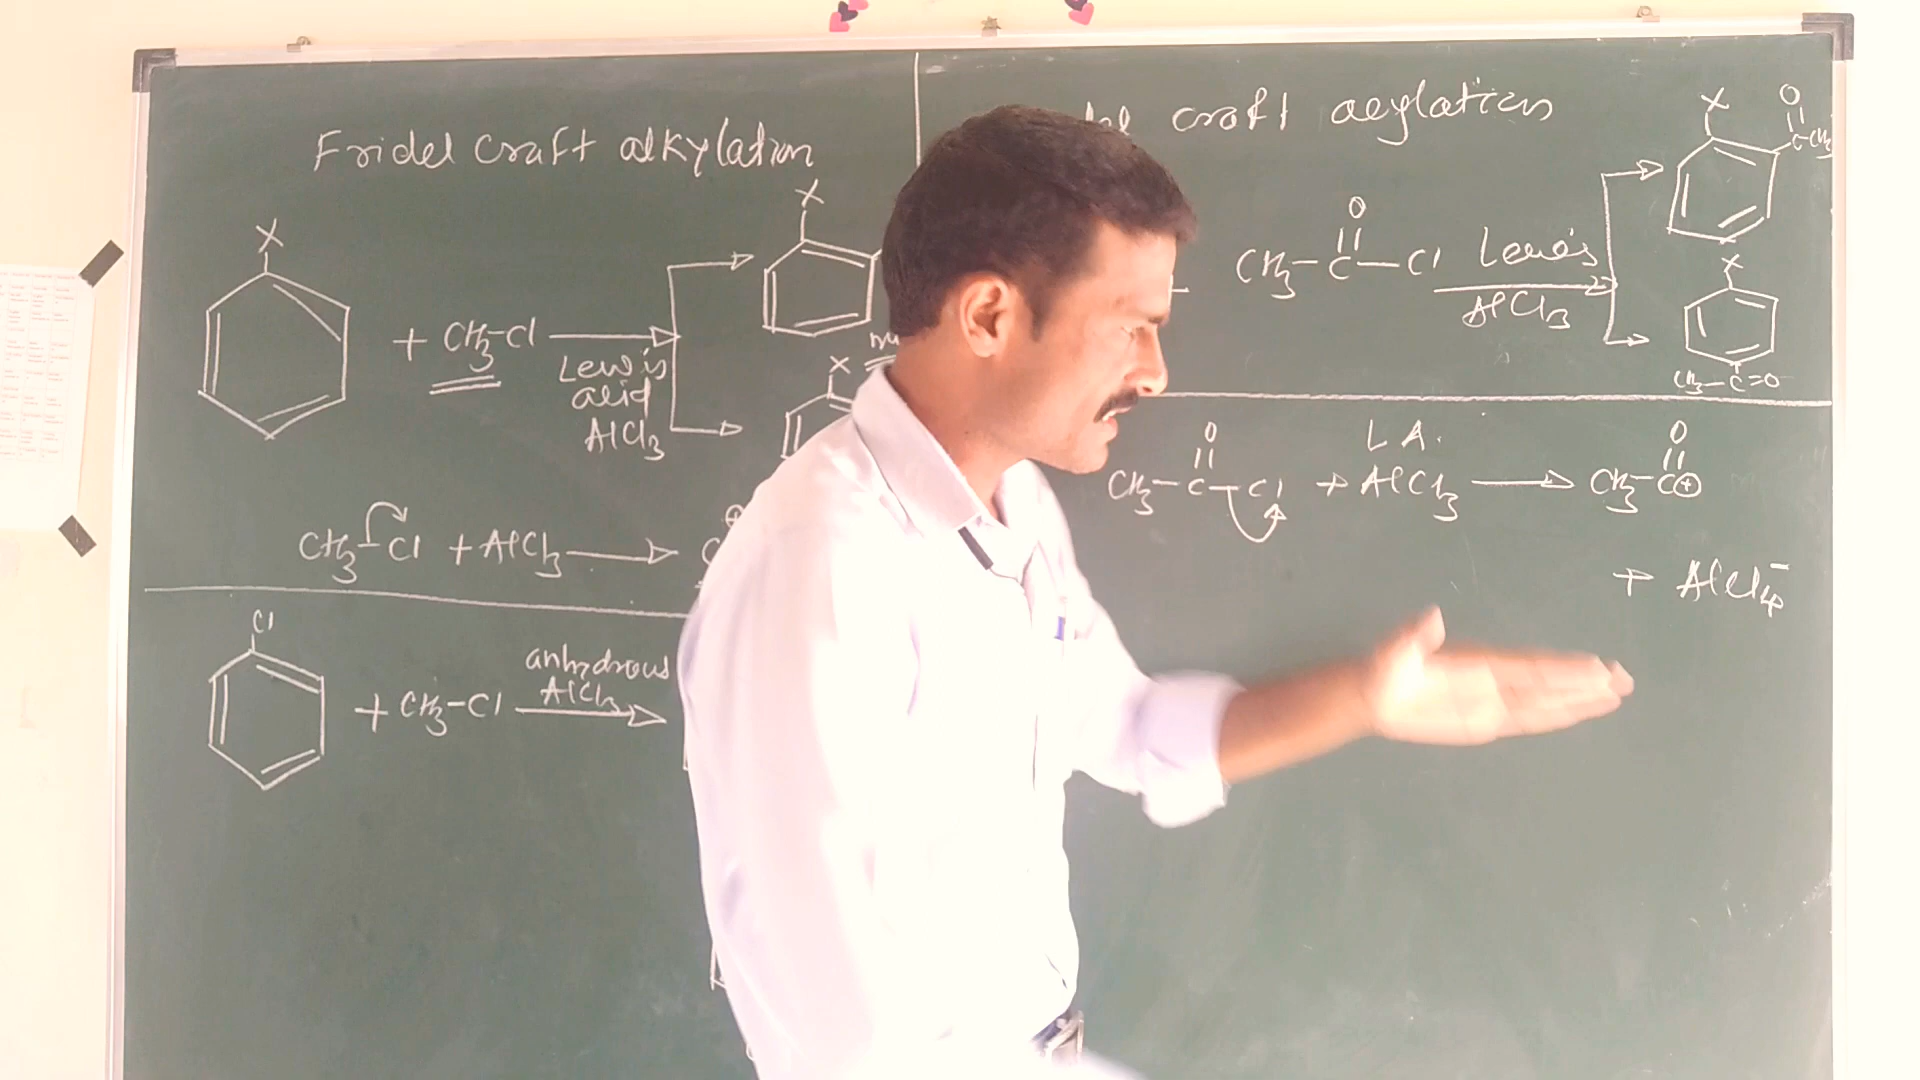 Fridel craft alkylation
X
+ CH3-Cl
Lewis
acid
AlCl3
X
X
CH3-Cl + AlCl3
⊕
Cl
+ CH3-Cl
anhydrous
AlCl3
craft acylation
O
CH3-C-Cl
Lewis
AlCl3
X
O
C-CH3
X
CH3-C=O
O
L A.
O
CH3-C-Cl + AlCl3 → CH3-C⊕
+ AlCl4-